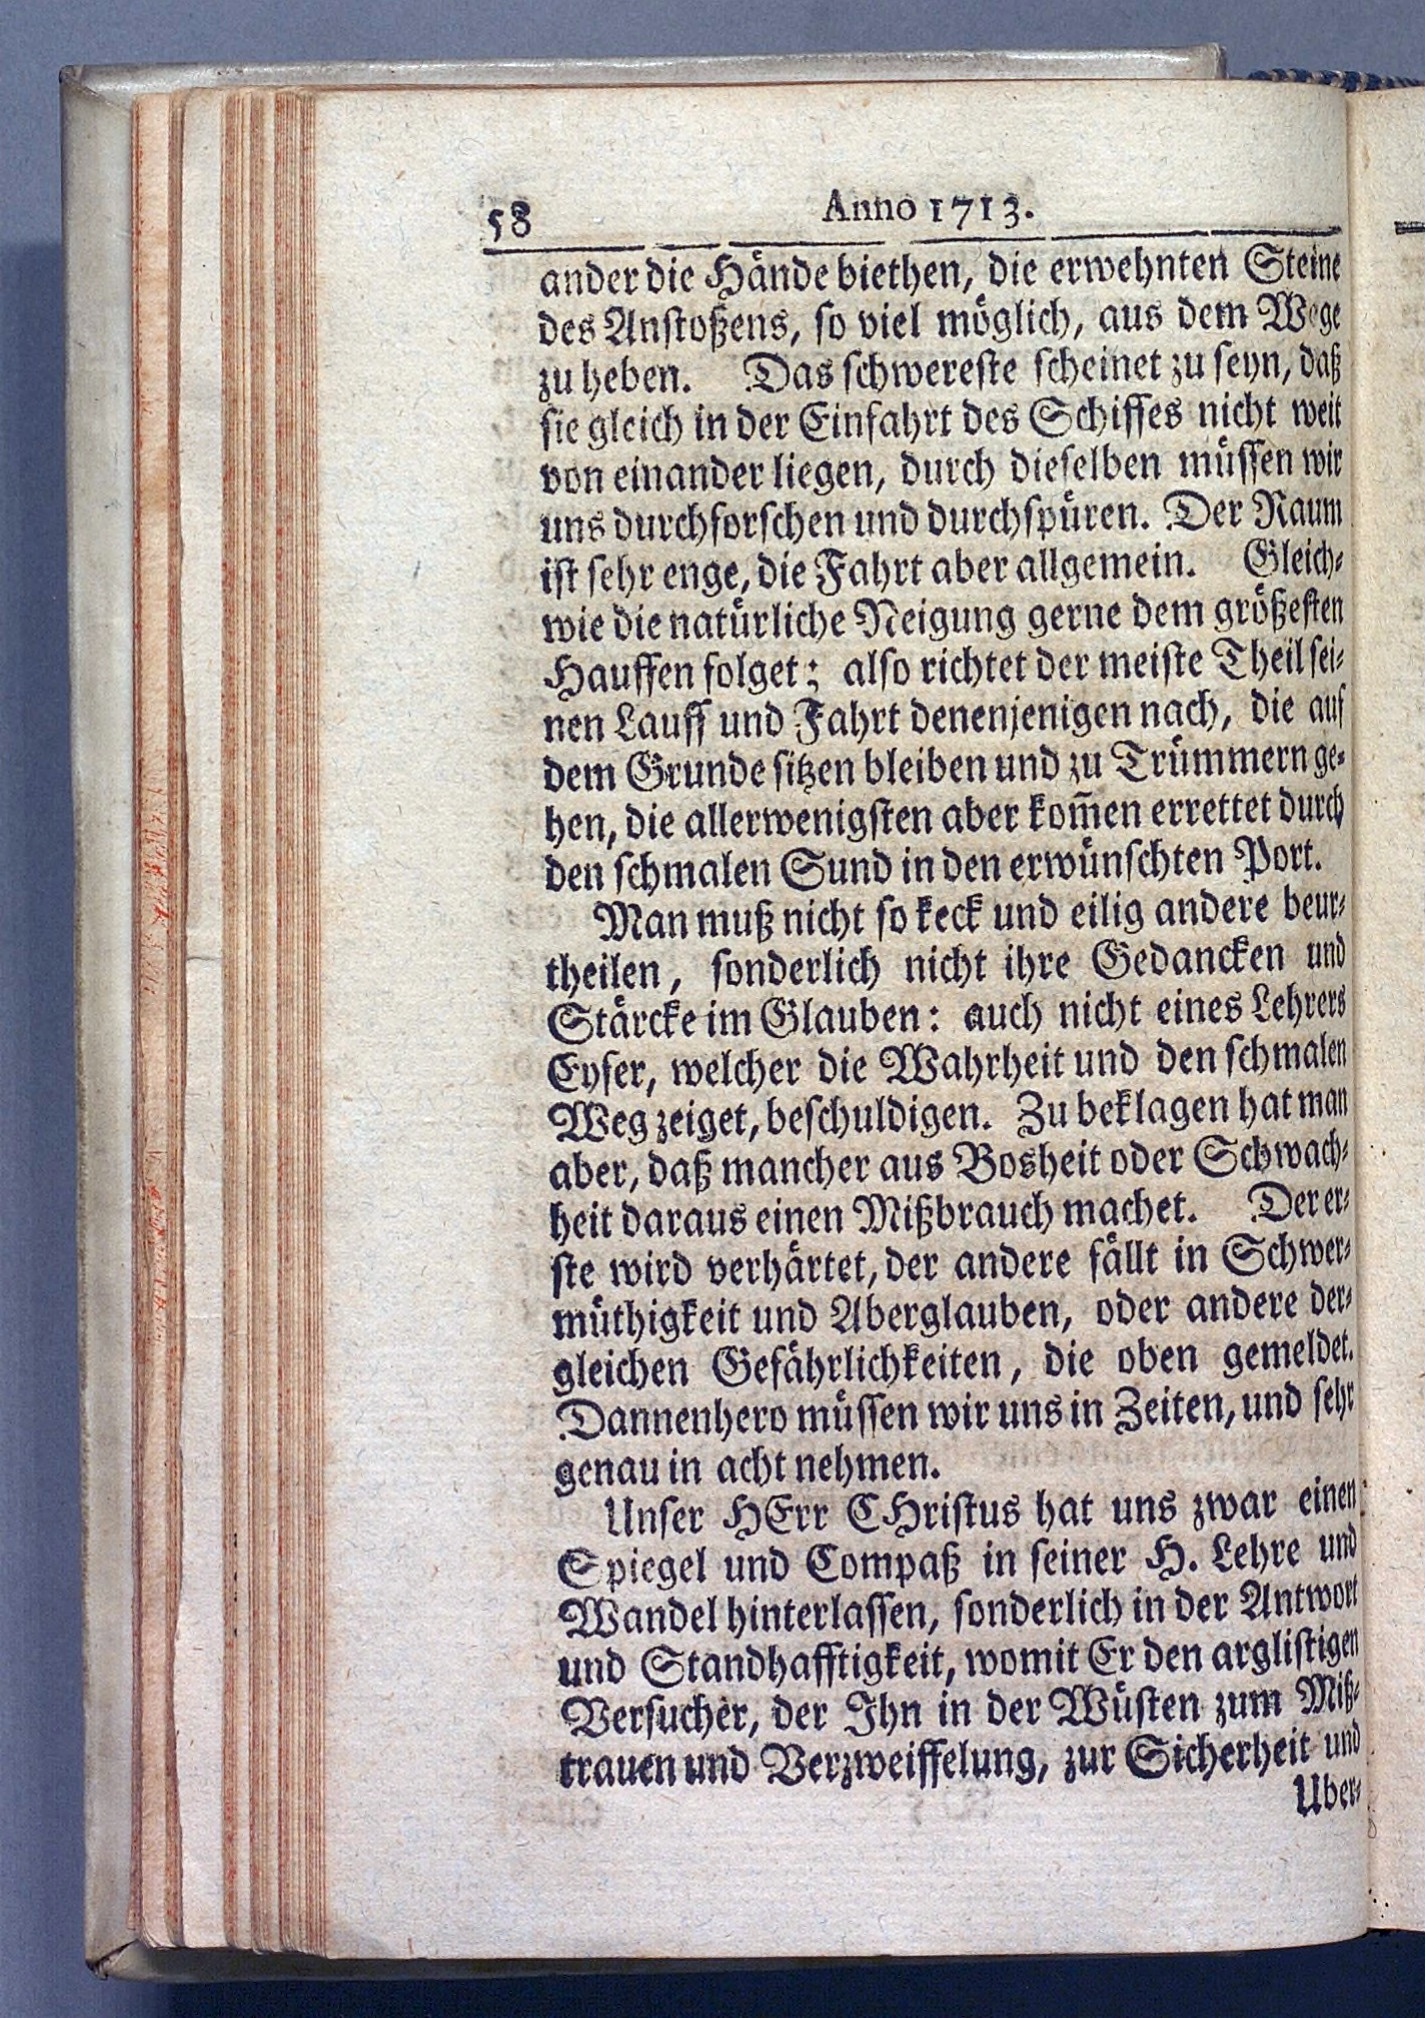 58 Anno 1713.
ander die Hände biethen, die erwehnten Steine
des Anstoßens, so viel möglich, aus dem Wege
zu heben. Das schwereste scheinet zu seyn, daß
sie gleich in der Einfahrt des Schiffes nicht weit
von einander liegen, durch dieselben müssen wir
uns durchforschen und durchspüren. Der Raum
ist sehr enge, die Fahrt aber allgemein. Gleich-
wie die natürliche Neigung gerne dem größesten
Hauffen folget; also richtet der meiste Theil sei-
nen Lauff und Fahrt denenjenigen nach, die auf
dem Grunde sitzen bleiben und zu Trümmern ge-
hen, die allerwenigsten aber kom̄en errettet durch
den schmalen Sund in den erwünschten Port.
Man muß nicht so keck und eilig andere beur-
theilen, sonderlich nicht ihre Gedancken und
Stärcke im Glauben: auch nicht eines Lehrers
Eyfer, welcher die Wahrheit und den schmalen
Weg zeiget, beschuldigen. Zu beklagen hat man
aber, daß mancher aus Bosheit oder Schwach-
heit daraus einen Mißbrauch machet. Der er-
ste wird verhärtet, der andere fällt in Schwer-
müthigkeit und Aberglauben, oder andere der-
gleichen Gefährlichkeiten, die oben gemeldet.
Dannenhero müssen wir uns in Zeiten, und sehr
genau in acht nehmen.
Unser HErr CHristus hat uns zwar einen
Spiegel und Compaß in seiner H. Lehre und
Wandel hinterlassen, sonderlich in der Antwort
und Standhafftigkeit, womit Er den arglistigen
Versucher, der Ihn in der Wüsten zum Miß-
trauen und Verzweiffelung, zur Sicherheit und
Uber-